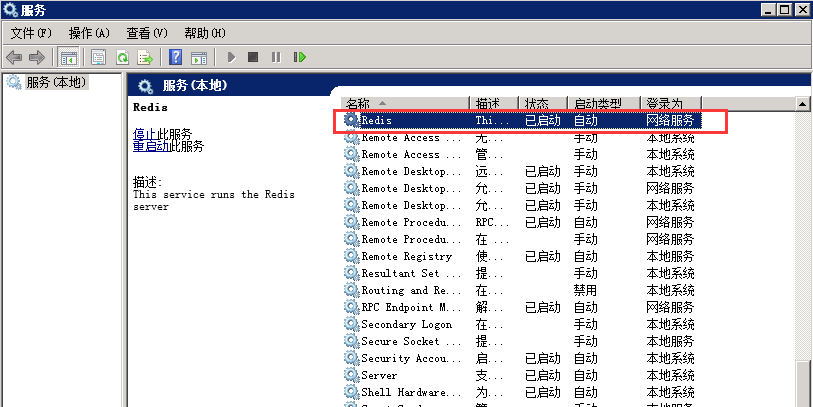 服务
文件(F) 操作(A) 查看(V) 帮助(H)
服务(本地)
服务(本地)
Redis
停止此服务
重启动此服务
描述:
This service runs the Redis
server
名称 描述 状态 启动类型 登录为
Redis Thi... 已启动 自动 网络服务
Remote Access ... 无... 手动 本地系统
Remote Access ... 管... 手动 本地系统
Remote Desktop... 远... 已启动 手动 本地系统
Remote Desktop... 允... 已启动 手动 网络服务
Remote Desktop... 允... 已启动 手动 本地系统
Remote Procedu... RPC... 已启动 自动 网络服务
Remote Procedu... 在 ... 手动 网络服务
Remote Registry 使... 已启动 自动 本地服务
Resultant Set ... 提... 手动 本地系统
Routing and Re... 在... 禁用 本地系统
RPC Endpoint M... 解... 已启动 自动 网络服务
Secondary Logon 在... 手动 本地系统
Secure Socket ... 提... 手动 本地服务
Security Accou... 启... 已启动 自动 本地系统
Server 支... 已启动 自动 本地系统
Shell Hardware... 为... 已启动 自动 本地系统